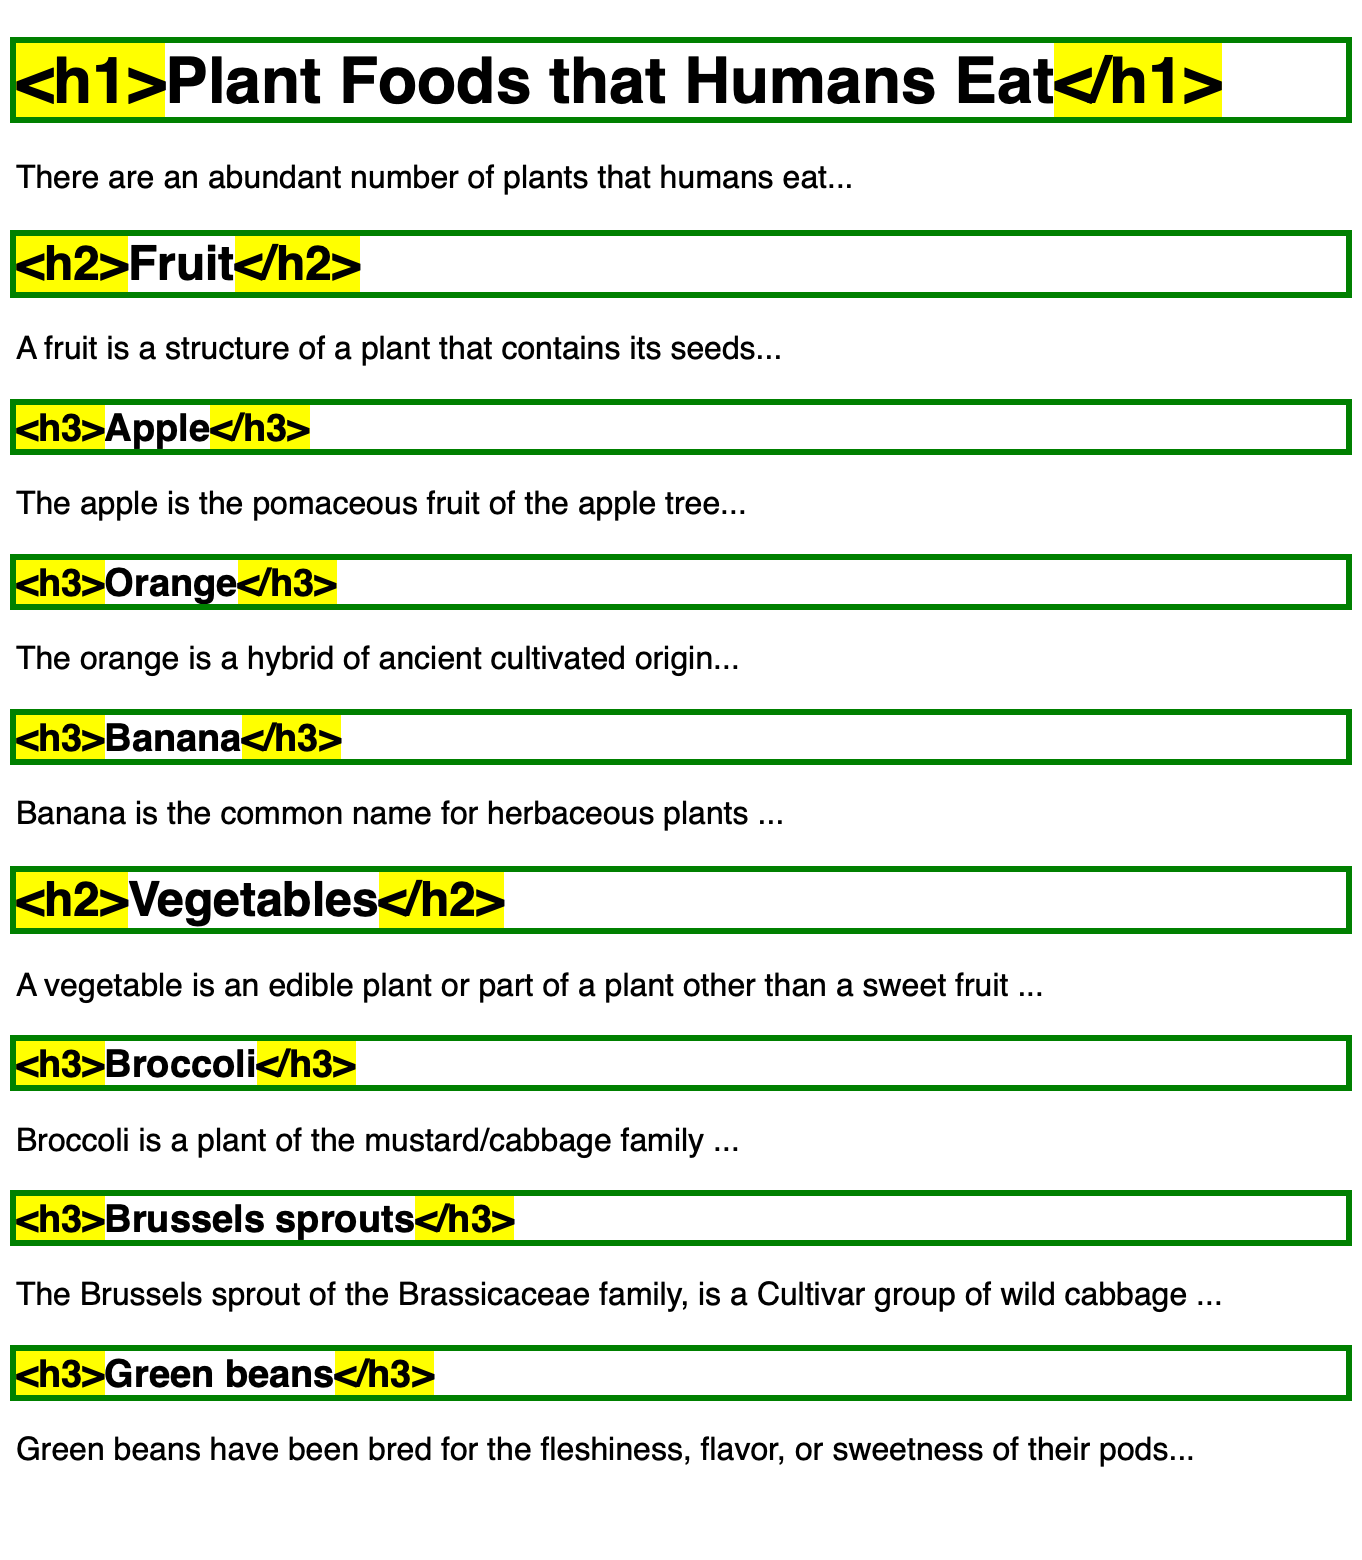 <h1>Plant Foods that Humans Eat</h1>
There are an abundant number of plants that humans eat...
<h2>Fruit</h2>
A fruit is a structure of a plant that contains its seeds...
<h3>Apple</h3>
The apple is the pomaceous fruit of the apple tree...
<h3>Orange</h3>
The orange is a hybrid of ancient cultivated origin...
<h3>Banana</h3>
Banana is the common name for herbaceous plants ...
<h2>Vegetables</h2>
A vegetable is an edible plant or part of a plant other than a sweet fruit ...
<h3>Broccoli</h3>
Broccoli is a plant of the mustard/cabbage family ...
<h3>Brussels sprouts</h3>
The Brussels sprout of the Brassicaceae family, is a Cultivar group of wild cabbage ...
<h3>Green beans</h3>
Green beans have been bred for the fleshiness, flavor, or sweetness of their pods...